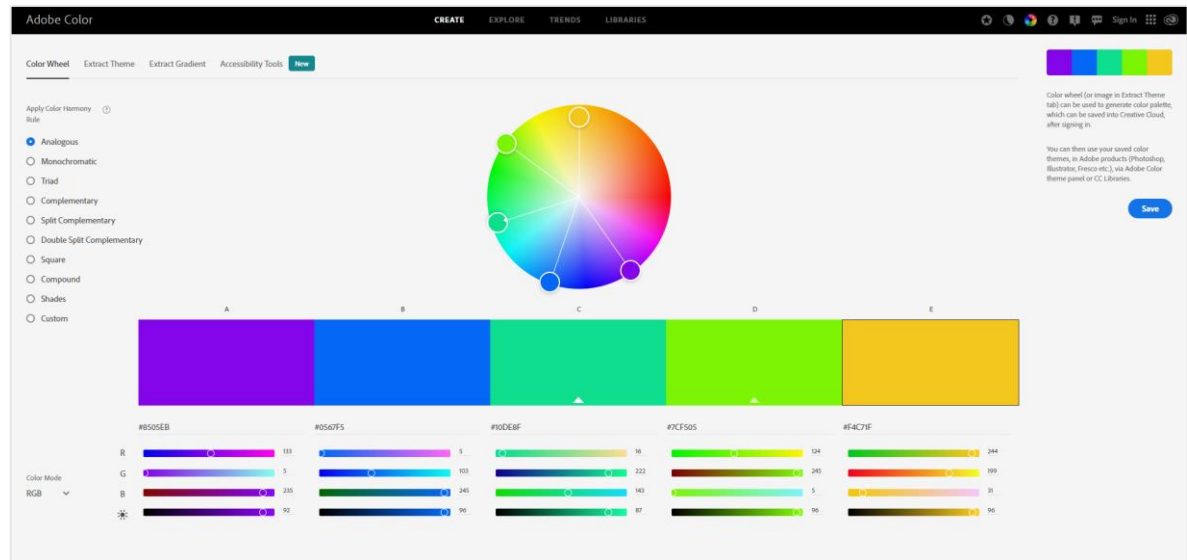 Adobe Color
CREATE EXPLORE TRENDS LIBRARIES
Sign In
Color Wheel Extract Theme Extract Gradient Accessibility Tools New
Apply Color Harmony
Rule
Analogous
Monochromatic
Triad
Complementary
Split Complementary
Double Split Complementary
Square
Compound
Shades
Custom
Color wheel (or image in Extract Theme
tab) can be used to generate color palette,
which can be saved into Creative Cloud,
after signing in.
You can then use your saved color
themes, in Adobe products (Photoshop,
Illustrator, Fresco etc.), via Adobe Color
theme panel or CC Libraries.
Save
A B C D E
#8505EB #0567F5 #10DE8F #7CF505 #F4C71F
R 133 5 16 124 244
G 5 103 222 245 199
B 235 245 143 5 31
92 96 87 96 96
Color Mode
RGB